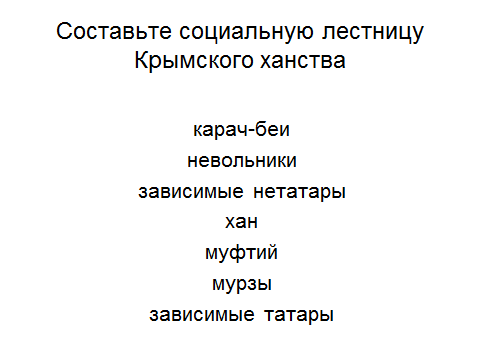 Составьте социальную лестницу
Крымского ханства
карач-беи
невольники
зависимые нетатары
хан
муфтий
мурзы
зависимые татары